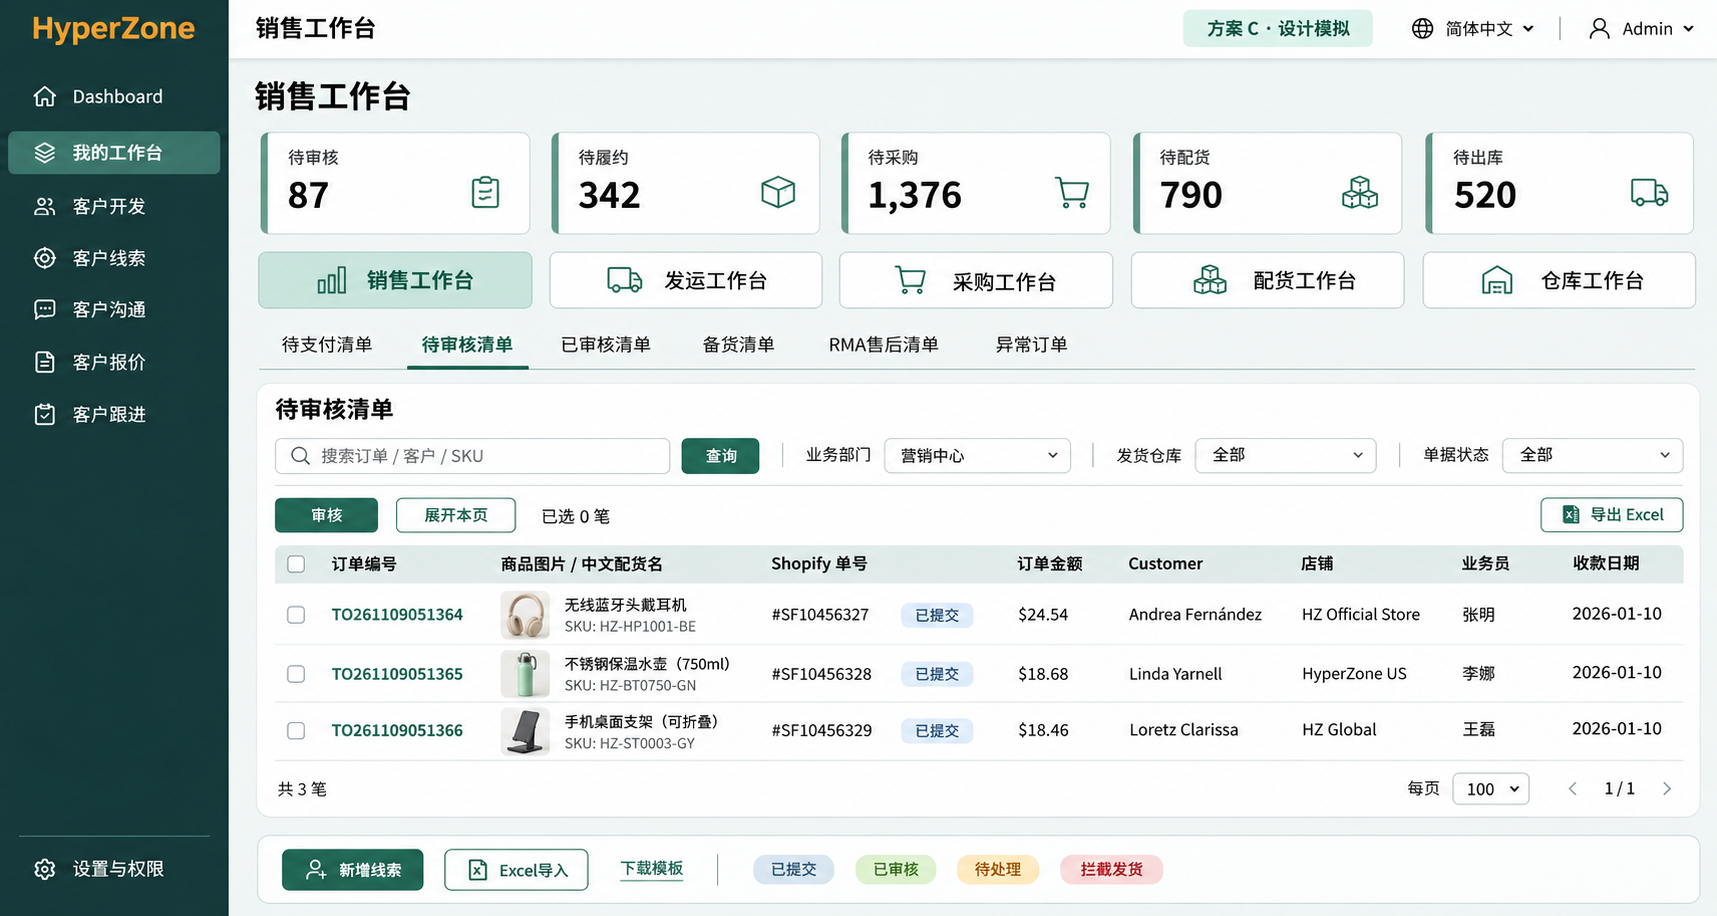 HyperZone
销售工作台
方案 C · 设计模拟
简体中文
Admin
Dashboard
我的工作台
客户开发
客户线索
客户沟通
客户报价
客户跟进
设置与权限
销售工作台
待审核
87
待履约
342
待采购
1,376
待配货
790
待出库
520
销售工作台
发运工作台
采购工作台
配货工作台
仓库工作台
待支付清单
待审核清单
已审核清单
备货清单
RMA售后清单
异常订单
待审核清单
搜索订单 / 客户 / SKU
查询
业务部门
营销中心
发货仓库
全部
单据状态
全部
审核
展开本页
已选 0 笔
导出 Excel
订单编号 商品图片 / 中文配货名 Shopify 单号 订单金额 Customer 店铺 业务员 收款日期
TO261109051364 无线蓝牙头戴耳机 #SF10456327 已提交 $24.54 Andrea Fernández HZ Official Store 张明 2026-01-10
SKU: HZ-HP1001-BE
TO261109051365 不锈钢保温水壶（750ml） #SF10456328 已提交 $18.68 Linda Yarnell HyperZone US 李娜 2026-01-10
SKU: HZ-BT0750-GN
TO261109051366 手机桌面支架（可折叠） #SF10456329 已提交 $18.46 Loretz Clarissa HZ Global 王磊 2026-01-10
SKU: HZ-ST0003-GY
共 3 笔
每页 100
1 / 1
新增线索
Excel导入
下载模板
已提交
已审核
待处理
拦截发货